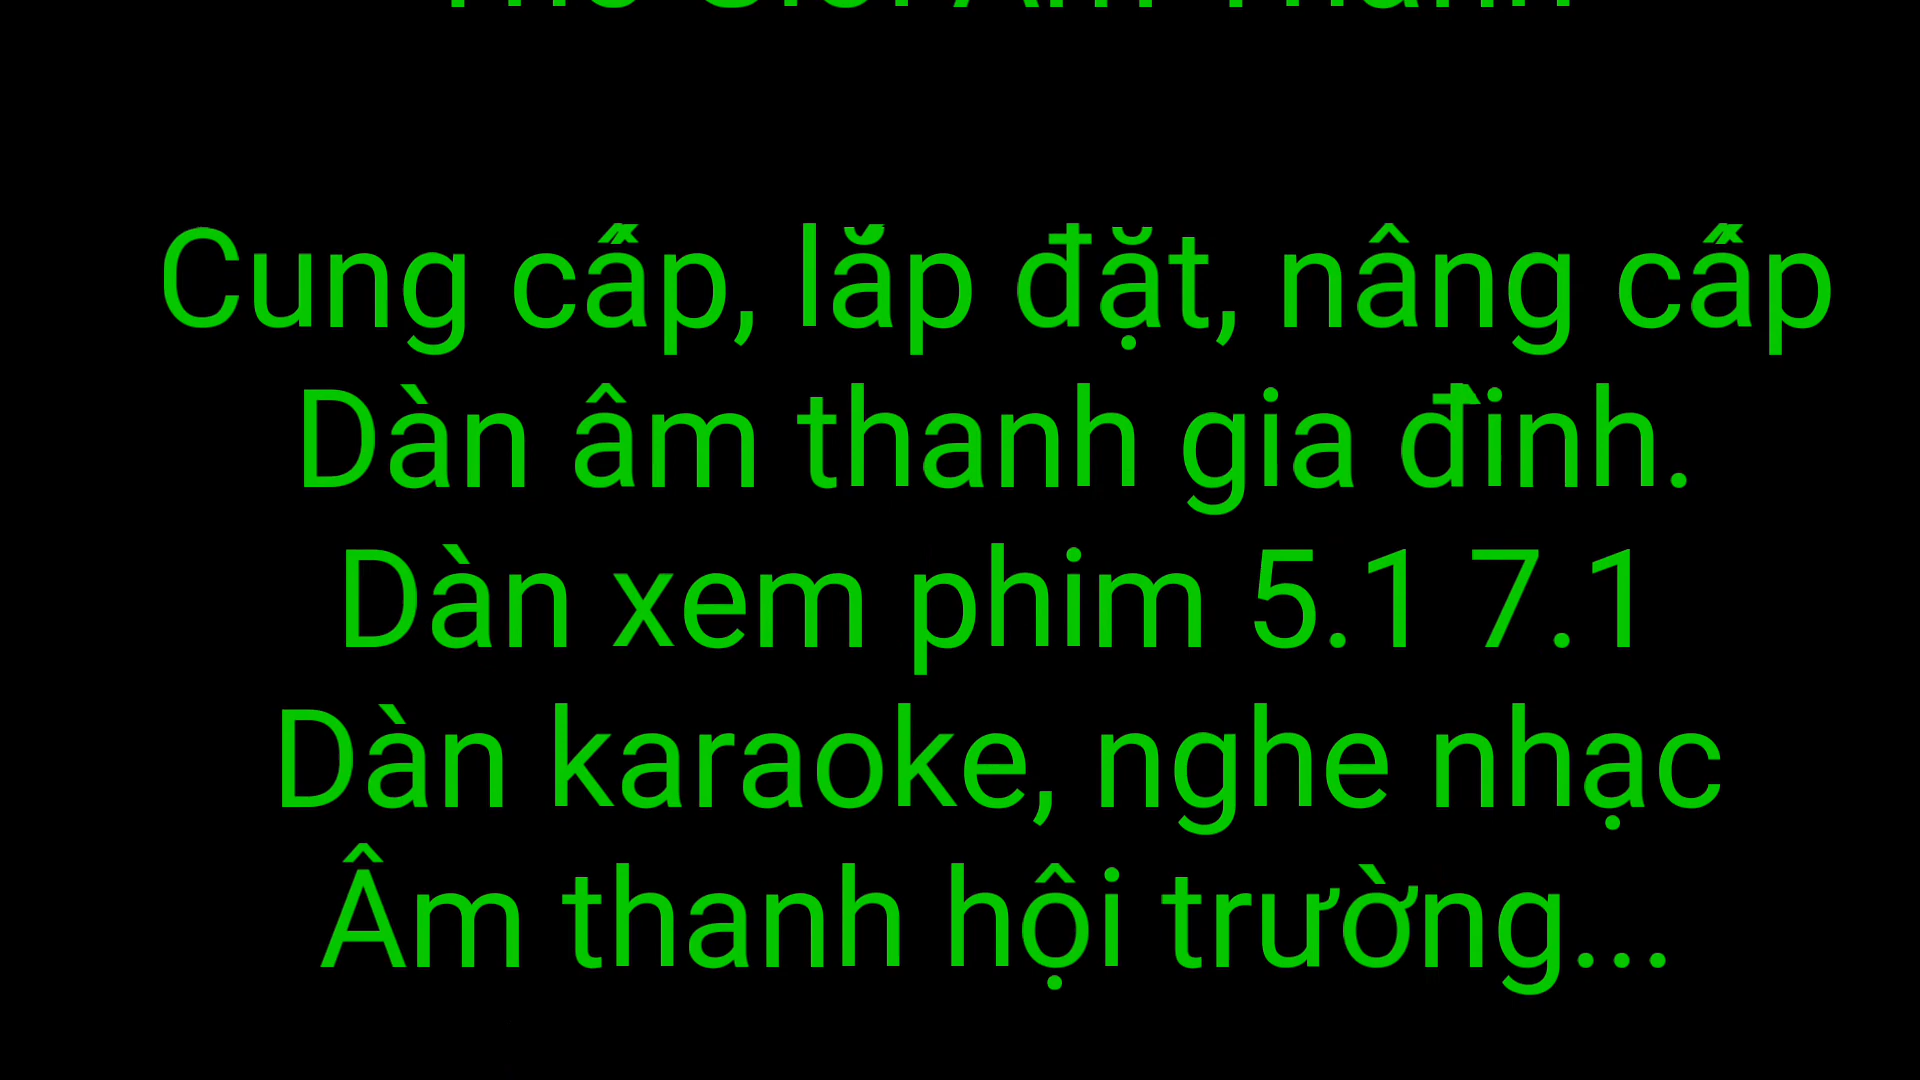 Cung cấp, lắp đặt, nâng cấp
Dàn âm thanh gia đình.
Dàn xem phim 5.1 7.1
Dàn karaoke, nghe nhạc
Âm thanh hội trường...